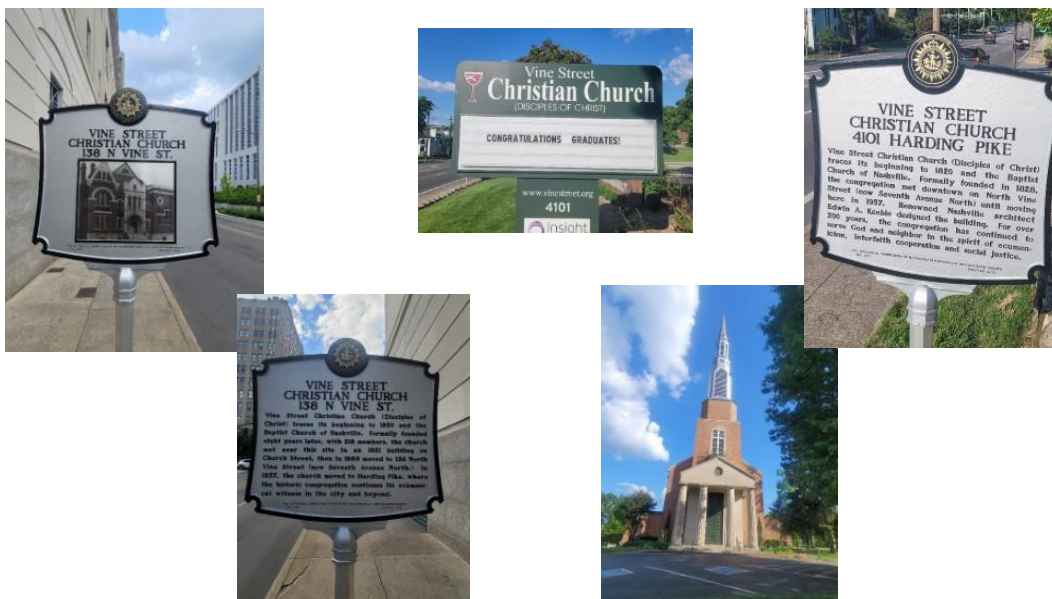 VINE STREET
CHRISTIAN CHURCH
138 N VINE ST.
Vine Street
Christian Church
(DISCIPLES OF CHRIST)
CONGRATULATIONS GRADUATES!
www.vinestreet.org
4101
Insight
VINE STREET
CHRISTIAN CHURCH
4101 HARDING PIKE
Vine Street Christian Church (Disciples of Christ)
traces its beginning to 1820 and the Baptist
Church of Nashville. Formally founded in 1828,
the congregation met downtown on North Vine
Street (now Seventh Avenue North) until moving
here in 1957. Renowned Nashville architect
Edwin A. Keeble designed the building. For over
200 years, the congregation has continued to
serve God and neighbor in the spirit of ecumen-
icism, interfaith cooperation and social justice.
VINE STREET
CHRISTIAN CHURCH
138 N VINE ST.
Vine Street Christian Church (Disciples of
Christ) traces its beginning to 1820 and the
Baptist Church of Nashville. Formally founded
eight years later, with members, the church
met near this site in an 1821 building on
Church Street, then in 1889 moved to North
Vine Street (now Seventh Avenue North.) In
1957, the church moved to Harding Pike, where
the historic congregation continues its ecumeni-
cal witness in the city and beyond.